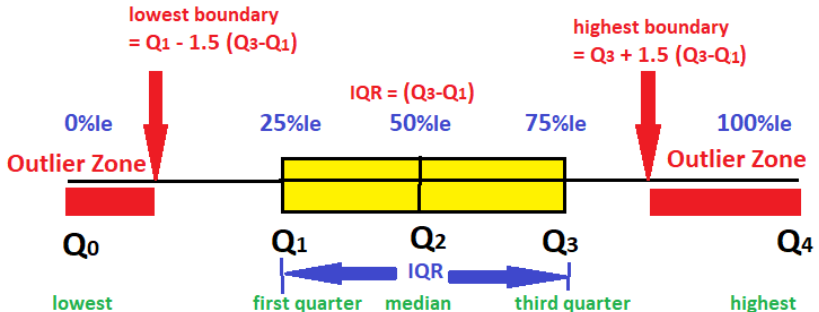 lowest boundary
= Q1 - 1.5 (Q3-Q1)
highest boundary
= Q3 + 1.5 (Q3-Q1)
IQR = (Q3-Q1)
0%le
25%le
50%le
75%le
100%le
Outlier Zone
Outlier Zone
Q0
Q1
Q2
Q3
Q4
IQR
lowest
first quarter
median
third quarter
highest